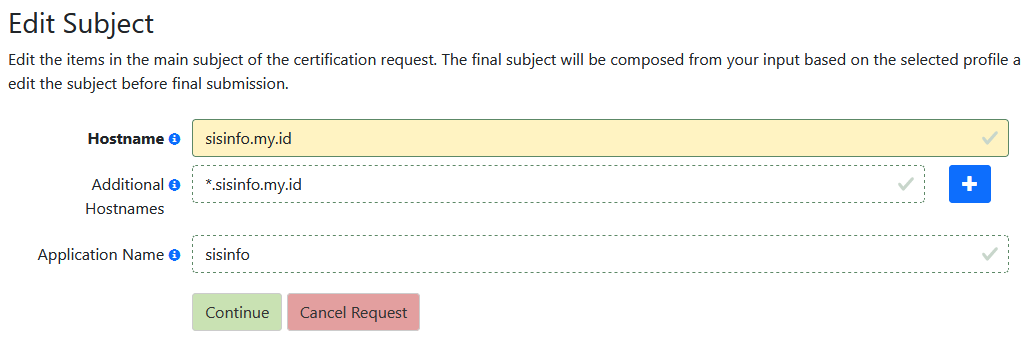 Edit Subject
Edit the items in the main subject of the certification request. The final subject will be composed from your input based on the selected profile a
edit the subject before final submission.
Hostname
sisinfo.my.id
Additional Hostnames
*.sisinfo.my.id
Application Name
sisinfo
Continue
Cancel Request